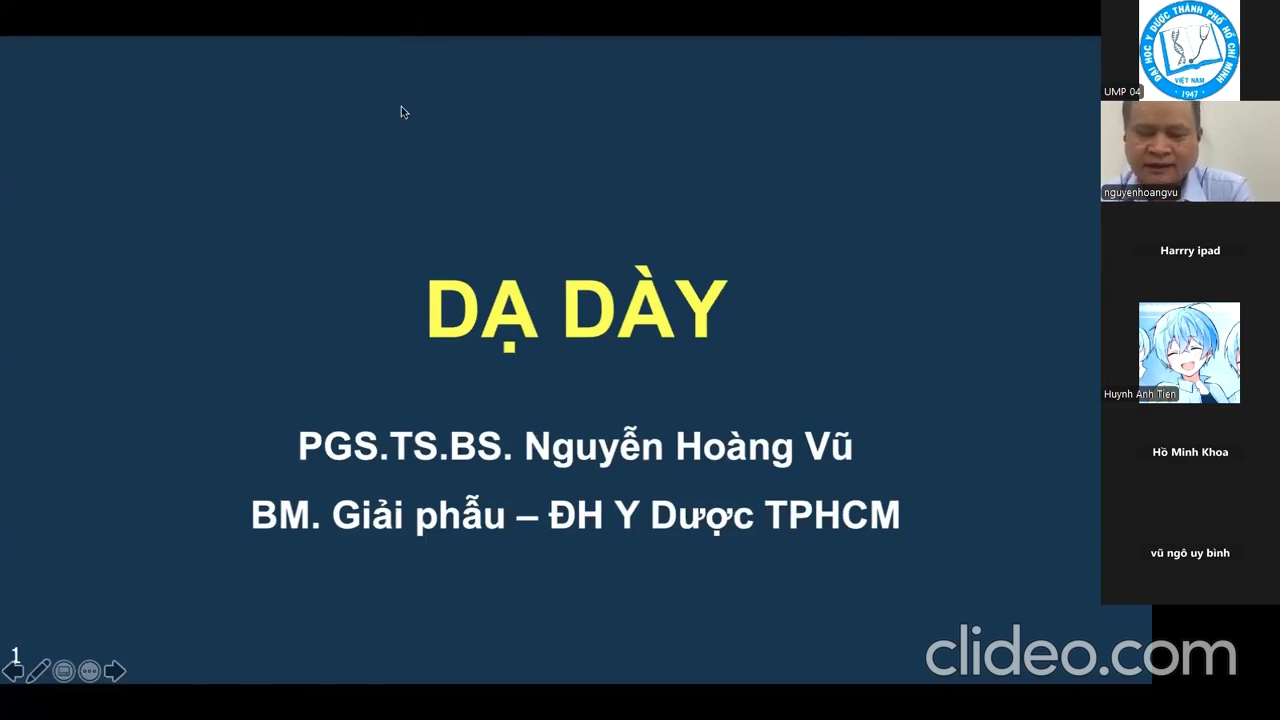 DẠ DÀY
PGS.TS.BS. Nguyễn Hoàng Vũ
BM. Giải phẫu – ĐH Y Dược TPHCM
1
ĐẠI HỌC Y DƯỢC THÀNH PHỐ HỒ CHÍ MINH
VIỆT NAM
1947
UMP 04
nguyenhoangvu
Harrry ipad
Huynh Anh Tien
Hồ Minh Khoa
vũ ngô uy bình
clideo.com